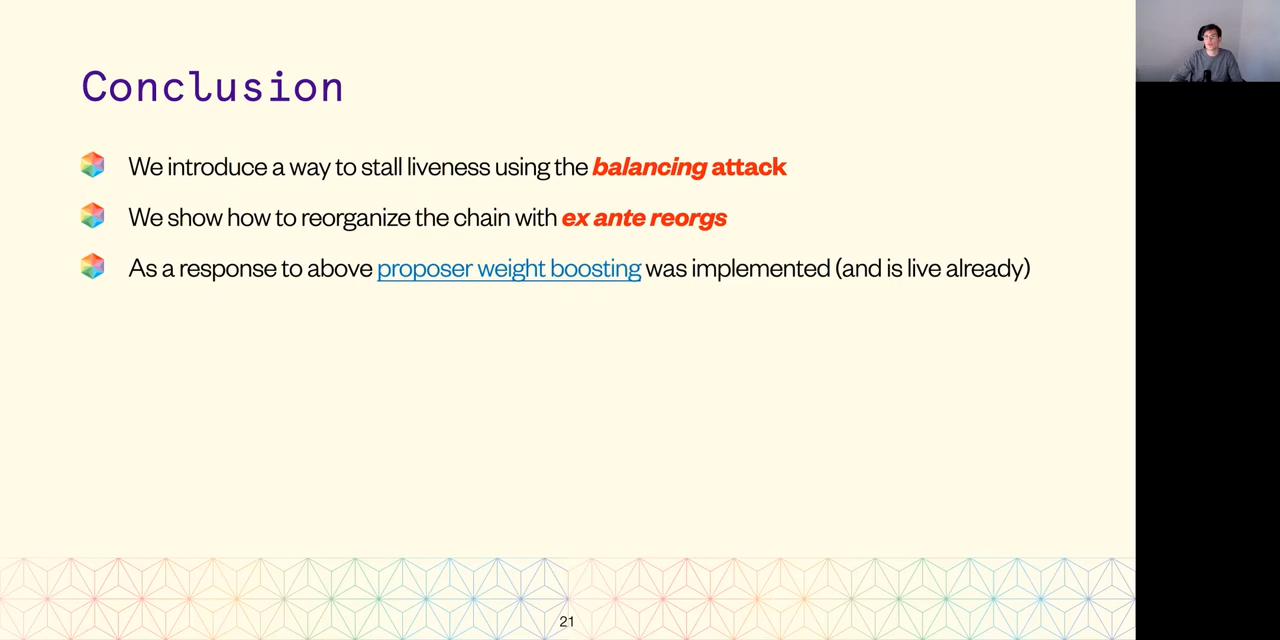 Conclusion
We introduce a way to stall liveness using the balancing attack
We show how to reorganize the chain with ex ante reorgs
As a response to above proposer weight boosting was implemented (and is live already)
21